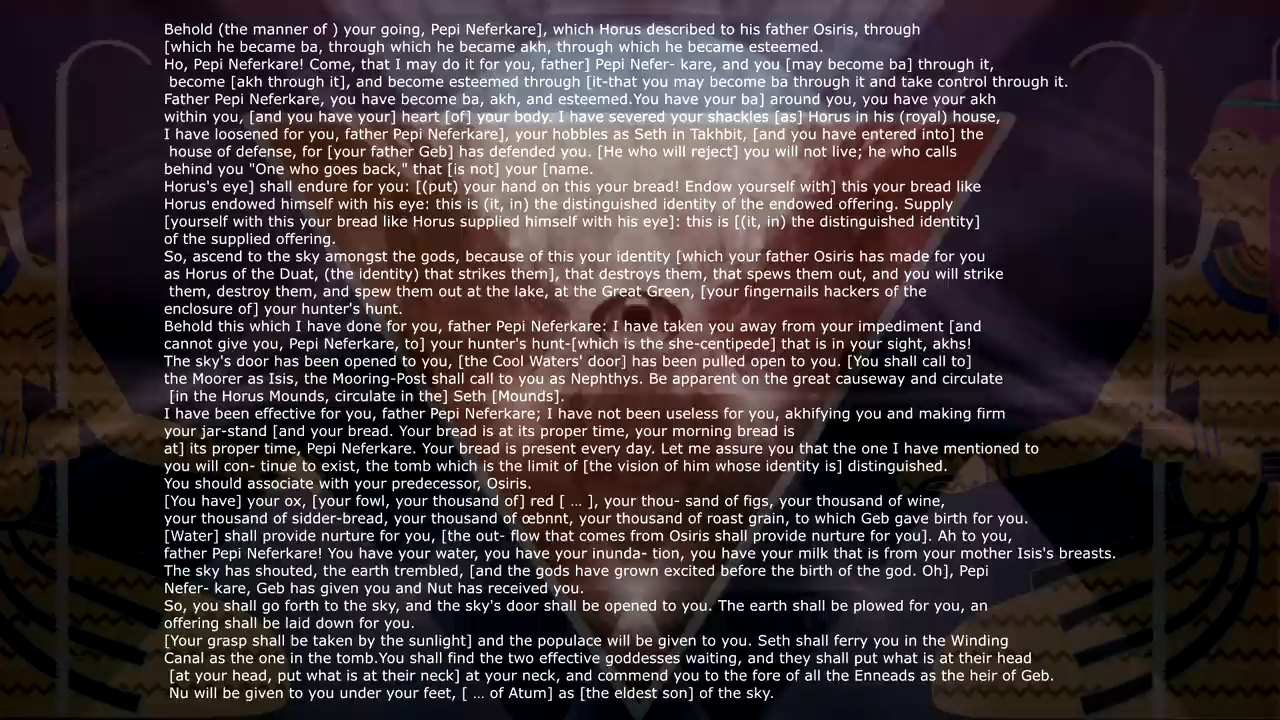 Behold (the manner of ) your going, Pepi Neferkare], which Horus described to his father Osiris, through
[which he became ba, through which he became akh, through which he became esteemed.
Ho, Pepi Neferkare! Come, that I may do it for you, father] Pepi Nefer- kare, and you [may become ba] through it,
become [akh through it], and become esteemed through [it-that you may become ba through it and take control through it.
Father Pepi Neferkare, you have become ba, akh, and esteemed.You have your ba] around you, you have your akh
within you, [and you have your] heart [of] your body. I have severed your shackles [as] Horus in his (royal) house,
I have loosened for you, father Pepi Neferkare], your hobbles as Seth in Takhbit, [and you have entered into] the
house of defense, for [your father Geb] has defended you. [He who will reject] you will not live; he who calls
behind you "One who goes back," that [is not] your [name.
Horus's eye] shall endure for you: [(put) your hand on this your bread! Endow yourself with] this your bread like
Horus endowed himself with his eye: this is (it, in) the distinguished identity of the endowed offering. Supply
[yourself with this your bread like Horus supplied himself with his eye]: this is [(it, in) the distinguished identity]
of the supplied offering.
So, ascend to the sky amongst the gods, because of this your identity [which your father Osiris has made for you
as Horus of the Duat, (the identity) that strikes them], that destroys them, that spews them out, and you will strike
them, destroy them, and spew them out at the lake, at the Great Green, [your fingernails hackers of the
enclosure of] your hunter's hunt.
Behold this which I have done for you, father Pepi Neferkare: I have taken you away from your impediment [and
cannot give you, Pepi Neferkare, to] your hunter's hunt-[which is the she-centipede] that is in your sight, akhs!
The sky's door has been opened to you, [the Cool Waters' door] has been pulled open to you. [You shall call to]
the Moorer as Isis, the Mooring-Post shall call to you as Nephthys. Be apparent on the great causeway and circulate
[in the Horus Mounds, circulate in the] Seth [Mounds].
I have been effective for you, father Pepi Neferkare; I have not been useless for you, akhifying you and making firm
your jar-stand [and your bread. Your bread is at its proper time, your morning bread is
at] its proper time, Pepi Neferkare. Your bread is present every day. Let me assure you that the one I have mentioned to
you will con- tinue to exist, the tomb which is the limit of [the vision of him whose identity is] distinguished.
You should associate with your predecessor, Osiris.
[You have] your ox, [your fowl, your thousand of] red [ … ], your thou- sand of figs, your thousand of wine,
your thousand of sidder-bread, your thousand of œbnnt, your thousand of roast grain, to which Geb gave birth for you.
[Water] shall provide nurture for you, [the out- flow that comes from Osiris shall provide nurture for you]. Ah to you,
father Pepi Neferkare! You have your water, you have your inunda- tion, you have your milk that is from your mother Isis's breasts.
The sky has shouted, the earth trembled, [and the gods have grown excited before the birth of the god. Oh], Pepi
Nefer- kare, Geb has given you and Nut has received you.
So, you shall go forth to the sky, and the sky's door shall be opened to you. The earth shall be plowed for you, an
offering shall be laid down for you.
[Your grasp shall be taken by the sunlight] and the populace will be given to you. Seth shall ferry you in the Winding
Canal as the one in the tomb.You shall find the two effective goddesses waiting, and they shall put what is at their head
[at your head, put what is at their neck] at your neck, and commend you to the fore of all the Enneads as the heir of Geb.
Nu will be given to you under your feet, [ … of Atum] as [the eldest son] of the sky.